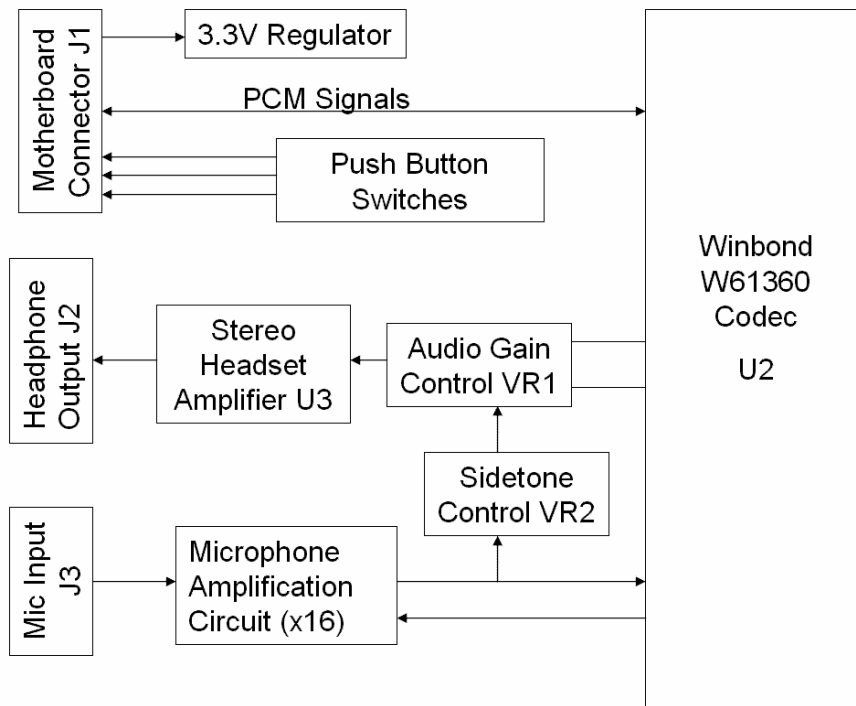 Motherboard
Connector J1
3.3V Regulator
PCM Signals
Push Button
Switches
Winbond
W61360
Codec
U2
Headphone
Output J2
Stereo
Headset
Amplifier U3
Audio Gain
Control VR1
Sidetone
Control VR2
Mic Input
J3
Microphone
Amplification
Circuit (x16)